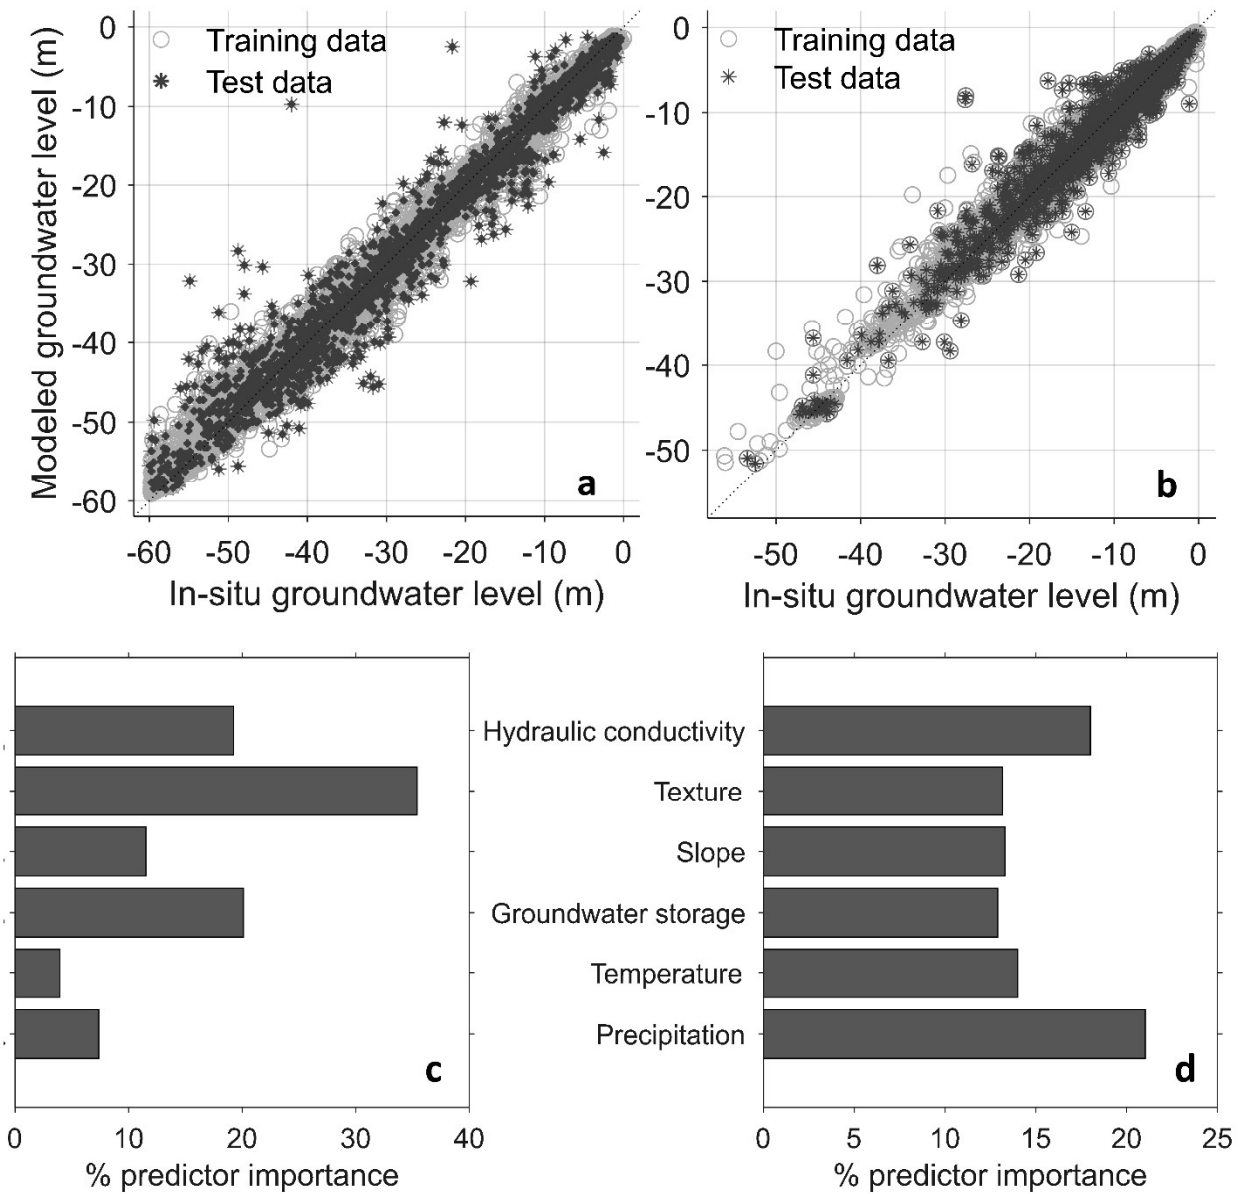 0
-10
-20
-30
-40
-50
-60
Modeled groundwater level (m)
Training data
Test data
a
-60 -50 -40 -30 -20 -10 0
In-situ groundwater level (m)
0
-10
-20
-30
-40
-50
Training data
Test data
b
-50 -40 -30 -20 -10 0
In-situ groundwater level (m)
Hydraulic conductivity
Texture
Slope
Groundwater storage
Temperature
Precipitation
c
0 10 20 30 40
% predictor importance
d
0 5 10 15 20 25
% predictor importance